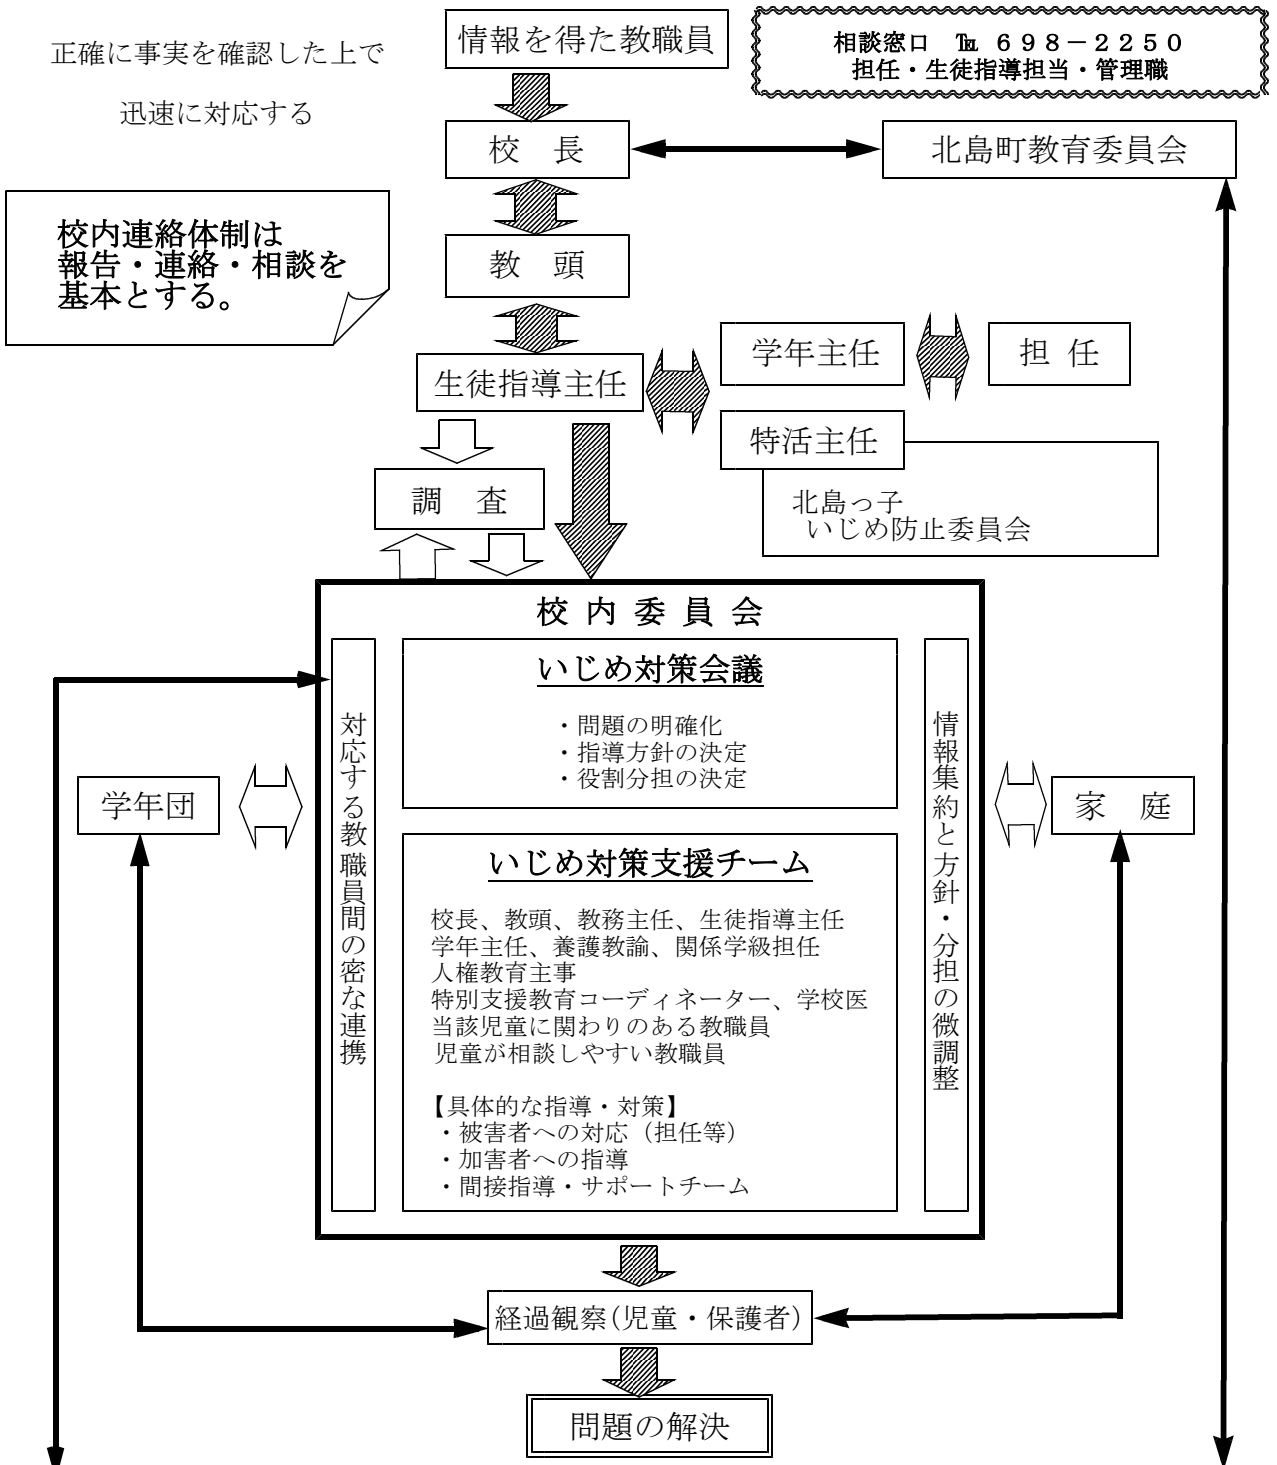 正確に事実を確認した上で
迅速に対応する
情報を得た教職員
相談窓口　℡　６９８－２２５０
担任・生徒指導担当・管理職
校　長
北島町教育委員会
校内連絡体制は
報告・連絡・相談を
基本とする。
教　頭
生徒指導主任
学年主任
担 任
特活主任
北島っ子
いじめ防止委員会
調　査
校 内 委 員 会
対応する教職員間の密な連携
いじめ対策会議
・問題の明確化
・指導方針の決定
・役割分担の決定
情報集約と方針・分担の微調整
学年団
家　庭
いじめ対策支援チーム
校長、教頭、教務主任、生徒指導主任
学年主任、養護教諭、関係学級担任
人権教育主事
特別支援教育コーディネーター、学校医
当該児童に関わりのある教職員
児童が相談しやすい教職員
【具体的な指導・対策】
・被害者への対応（担任等）
・加害者への指導
・間接指導・サポートチーム
経過観察(児童・保護者)
問題の解決